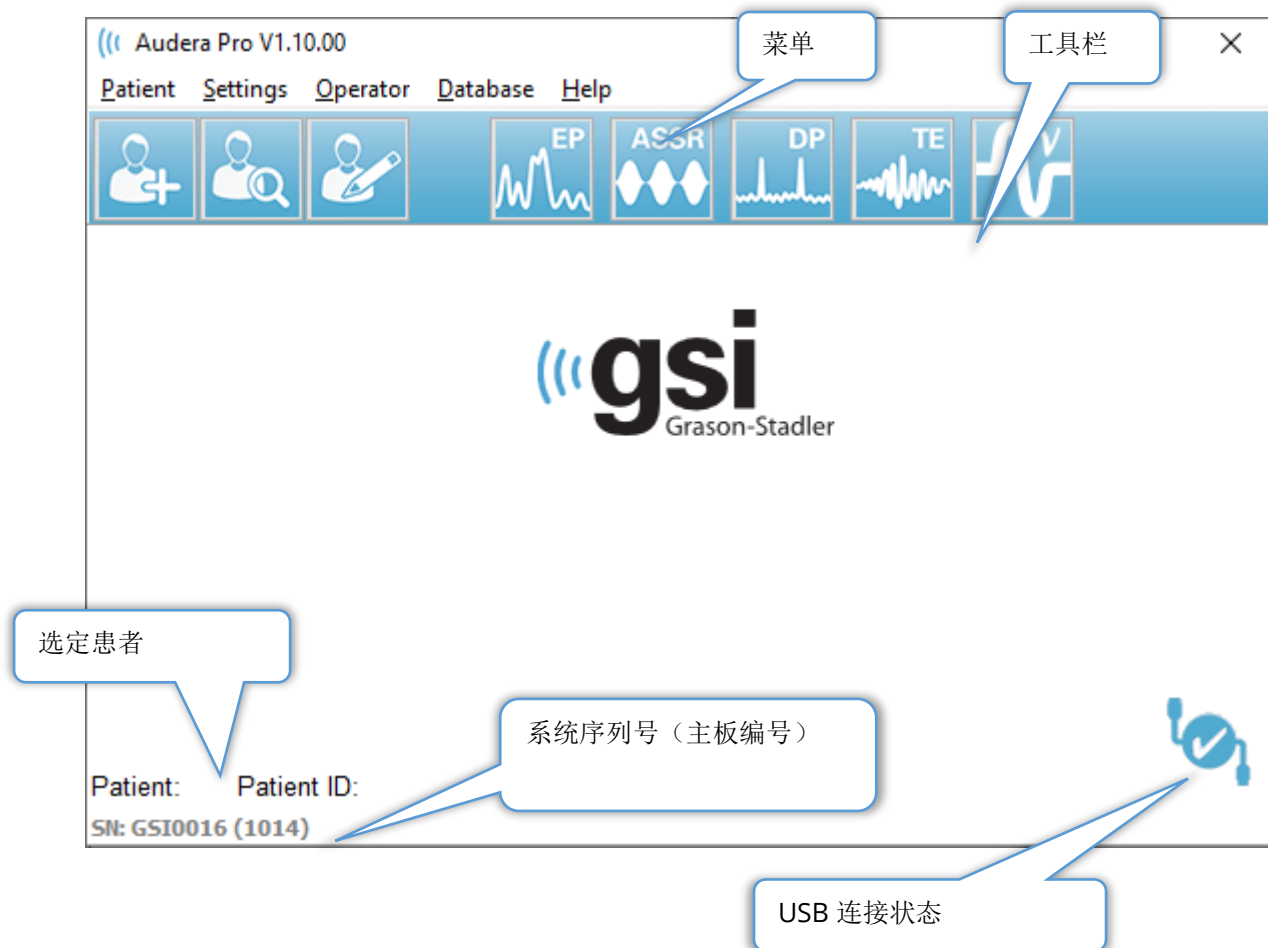 Audera Pro V1.10.00
菜单
工具栏
Patient Settings Operator Database Help
EP ASSR DP TE V
gsi
Grason-Stadler
选定患者
系统序列号（主板编号）
Patient: Patient ID:
SN: GSI0016 (1014)
USB 连接状态